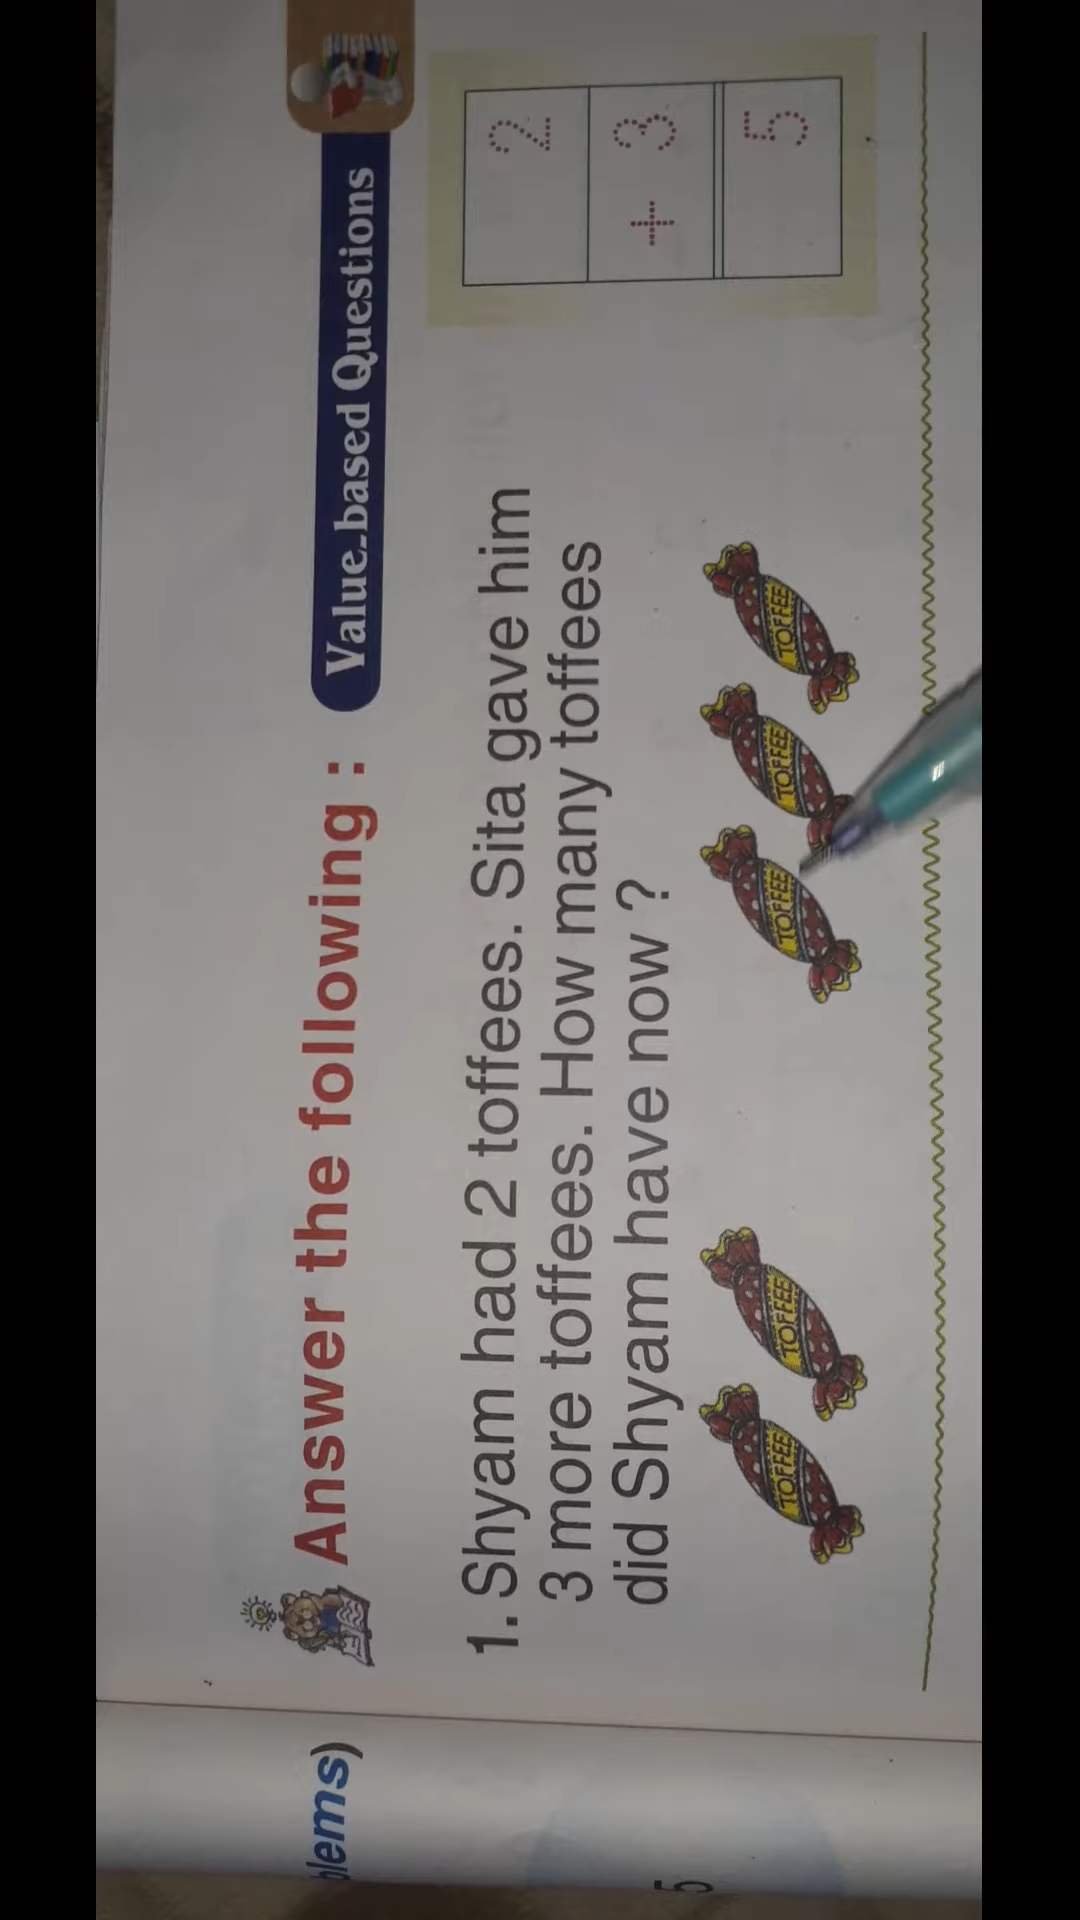 Answer the following :
Value-based Questions
1. Shyam had 2 toffees. Sita gave him
3 more toffees. How many toffees
did Shyam have now ?
2
+ 3
5
TOFFEE
TOFFEE
TOFFEE
TOFFEE
TOFFEE
blems)
5